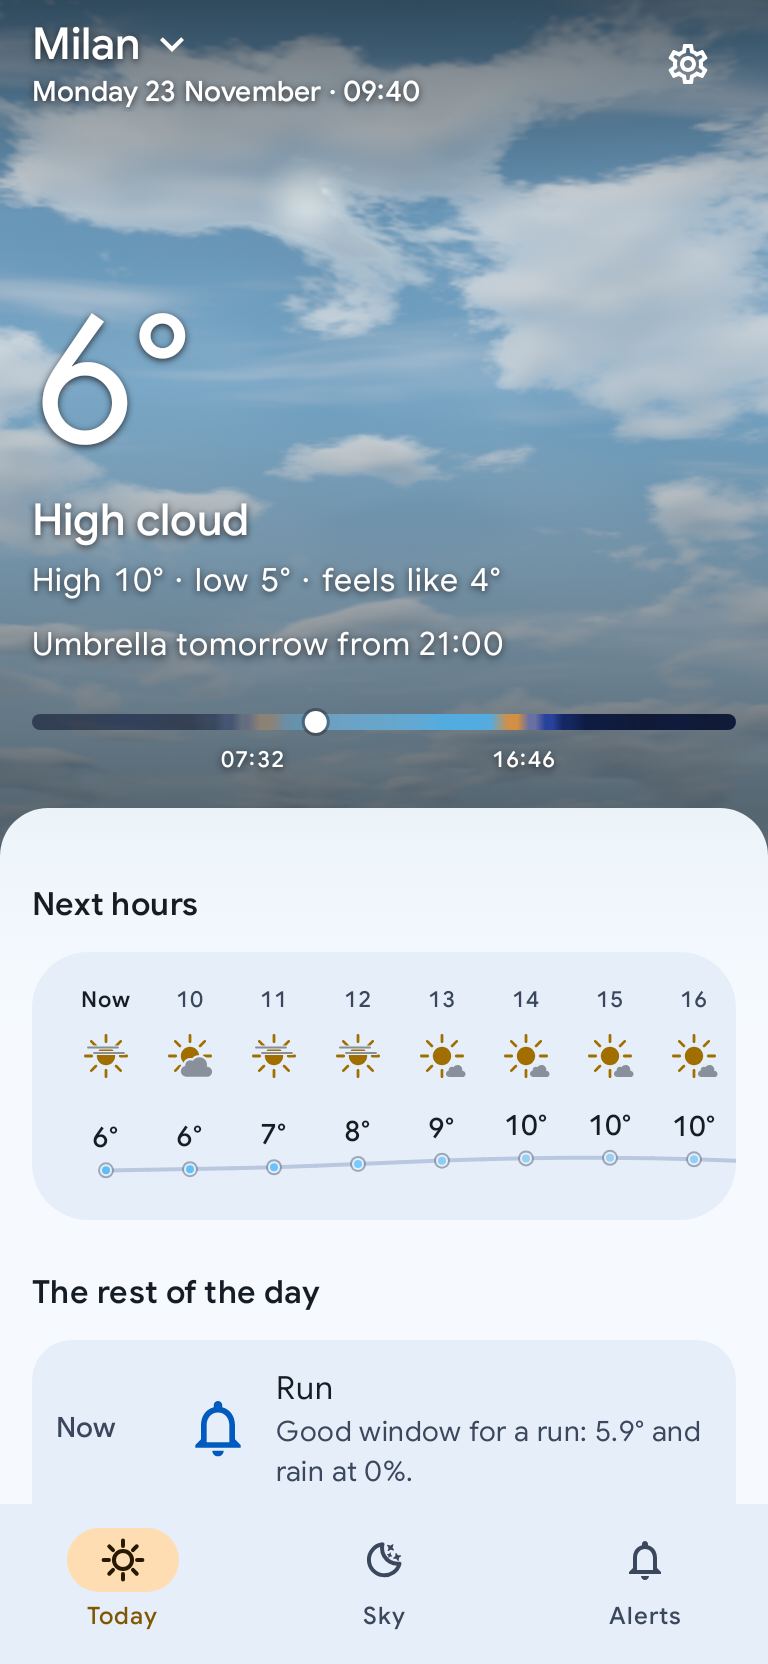 Milan
Monday 23 November · 09:40
6°
High cloud
High 10° · low 5° · feels like 4°
Umbrella tomorrow from 21:00
07:32 16:46
Next hours
Now 10 11 12 13 14 15 16
6° 6° 7° 8° 9° 10° 10° 10°
The rest of the day
Now
Run
Good window for a run: 5.9° and
rain at 0%.
Today Sky Alerts